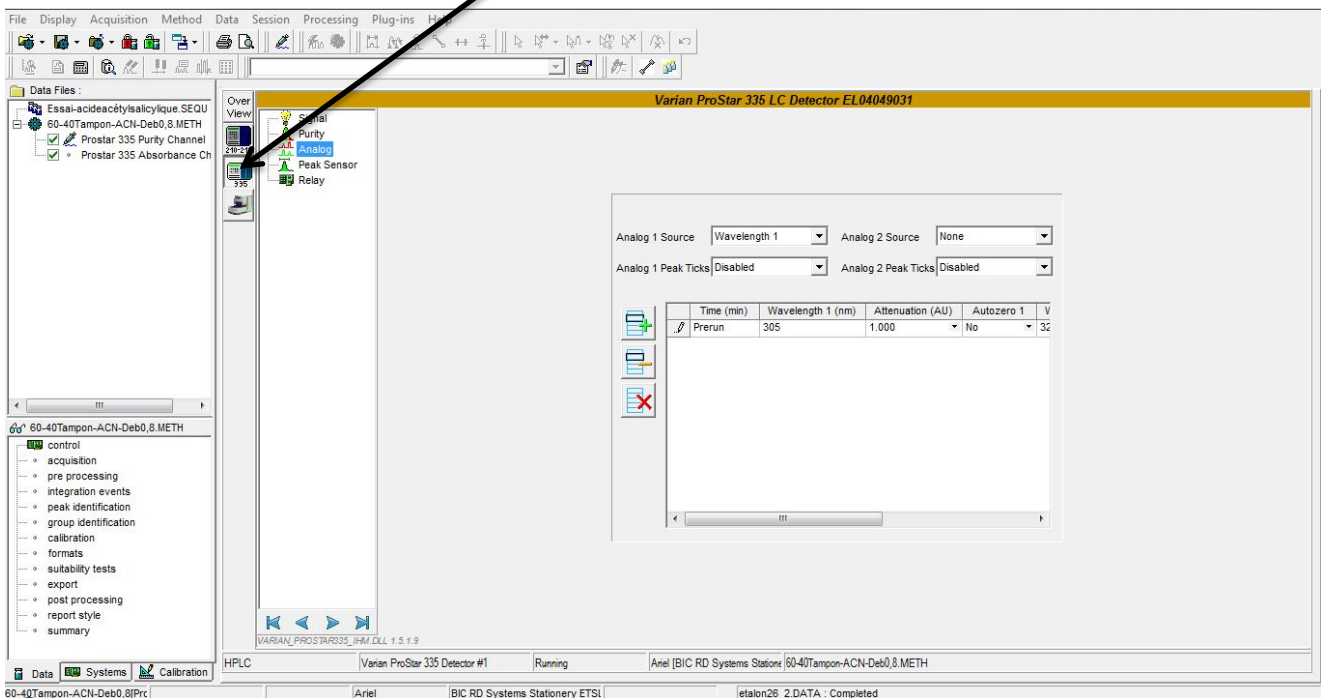 File Display Acquisition Method Data Session Processing Plug-ins
Data Files :
Essai-acideacétylsalicylique.SEQU
60-40Tampon-ACN-Deb0,8.METH
Prostar 335 Purity Channel
Prostar 335 Absorbance Ch
Over
View
335
Varian ProStar 335 LC Detector EL04049031
Signal
Purity
Analog
Peak Sensor
Relay
Analog 1 Source Wavelength 1 Analog 2 Source None
Analog 1 Peak Ticks Disabled Analog 2 Peak Ticks Disabled
Time (min) Wavelength 1 (nm) Attenuation (AU) Autozero 1
Prerun 305 1.000 No 32
60-40Tampon-ACN-Deb0,8.METH
control
acquisition
pre processing
integration events
peak identification
group identification
calibration
formats
suitability tests
export
post processing
report style
summary
VARIAN_PROSTAR335_IHM.DLL 1.5.1.9
Data Systems Calibration
HPLC Varian ProStar 335 Detector #1 Running Ariel [BIC RD Systems Statione 60-40Tampon-ACN-Deb0,8.METH
60-40Tampon-ACN-Deb0.8[Prc Ariel BIC RD Systems Stationery ETSL etalon26_2.DATA : Completed